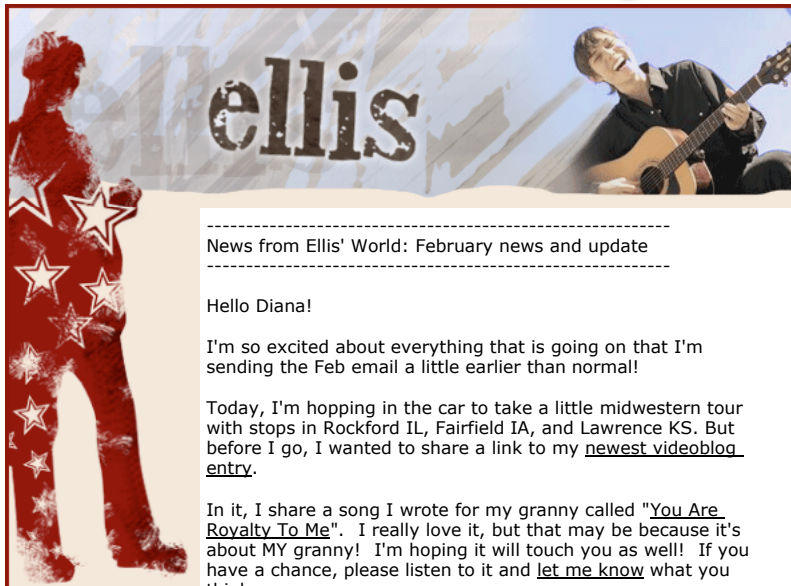 ellis
ellis
-----------------------------------------------------------
News from Ellis' World: February news and update
-----------------------------------------------------------
Hello Diana!
I'm so excited about everything that is going on that I'm
sending the Feb email a little earlier than normal!
Today, I'm hopping in the car to take a little midwestern tour
with stops in Rockford IL, Fairfield IA, and Lawrence KS. But
before I go, I wanted to share a link to my newest videoblog
entry.
In it, I share a song I wrote for my granny called "You Are
Royalty To Me".  I really love it, but that may be because it's
about MY granny!  I'm hoping it will touch you as well!  If you
have a chance, please listen to it and let me know what you